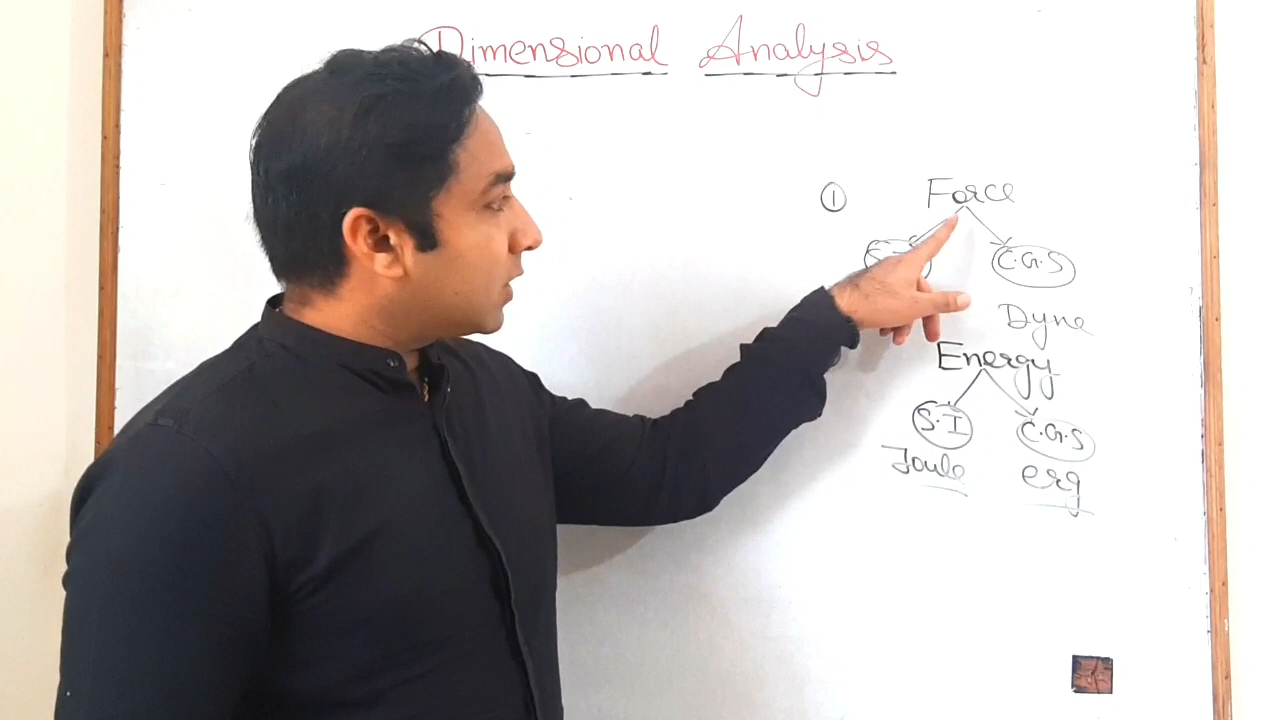 Dimensional Analysis
① Force
C.G.S
Dyne
Energy
S.I C.G.S
Joule erg